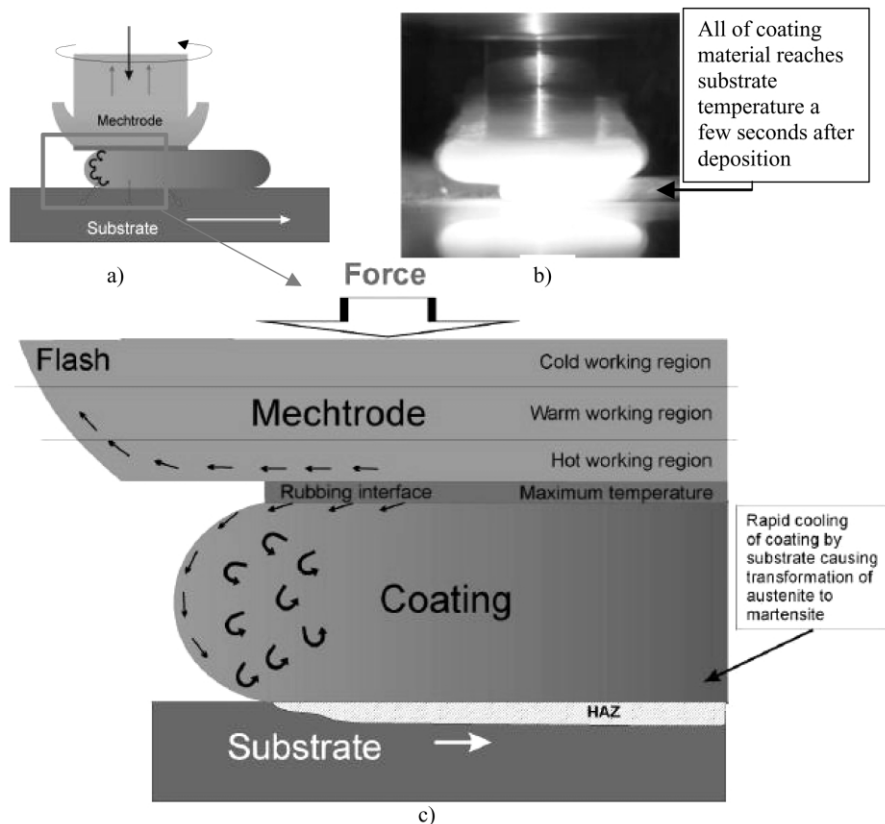 Mechtrode
Substrate
a)
b)
All of coating
material reaches
substrate
temperature a
few seconds after
deposition
Force
Flash
Cold working region
Mechtrode
Warm working region
Hot working region
Rubbing interface
Maximum temperature
Coating
Rapid cooling
of coating by
substrate causing
transformation of
austenite to
martensite
HAZ
Substrate
c)